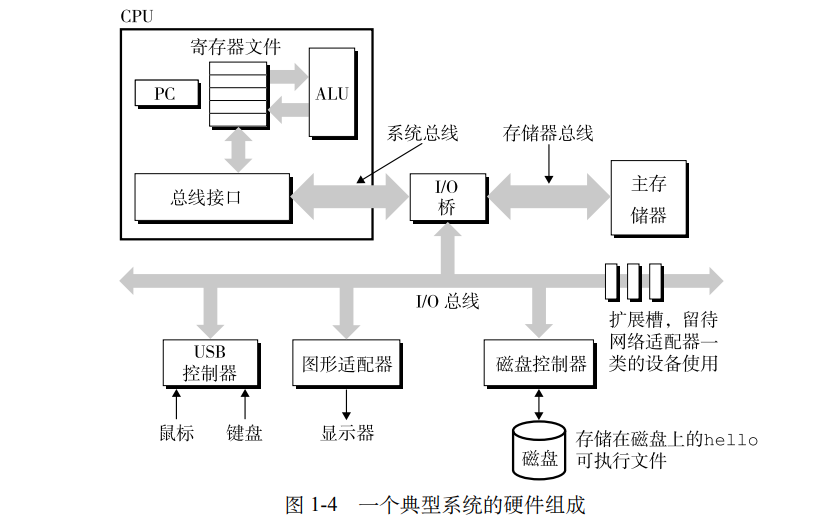 CPU
寄存器文件
PC
ALU
系统总线
存储器总线
总线接口
I/O
桥
主存
储器
I/O 总线
扩展槽，留待
网络适配器一
类的设备使用
USB
控制器
图形适配器
磁盘控制器
鼠标
键盘
显示器
磁盘
存储在磁盘上的hello
可执行文件
图 1-4 一个典型系统的硬件组成